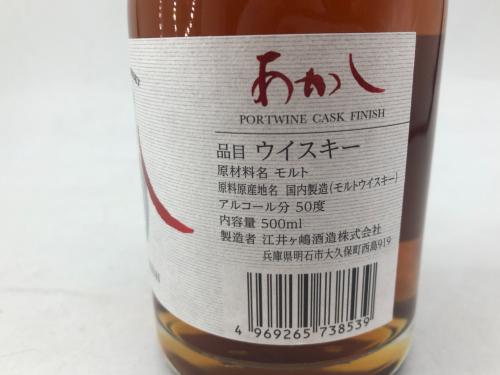 あかし
PORTWINE CASK FINISH
品目 ウイスキー
原材料名 モルト
原料原産地名 国内製造(モルトウイスキー)
アルコール分 50度
内容量 500ml
製造者 江井ヶ嶋酒造株式会社
兵庫県明石市大久保町西島919
4 969265 738539